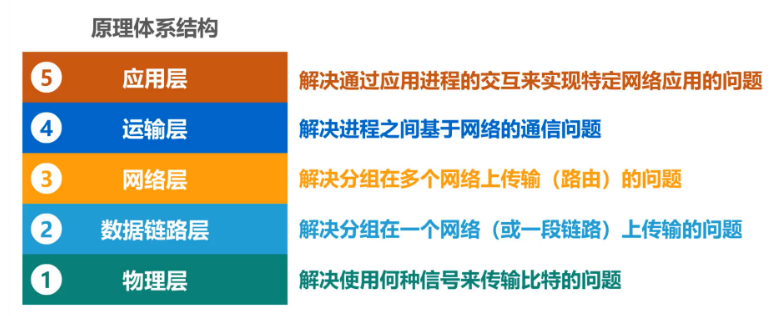 原理体系结构
5 应用层 解决通过应用进程的交互来实现特定网络应用的问题
4 运输层 解决进程之间基于网络的通信问题
3 网络层 解决分组在多个网络上传输（路由）的问题
2 数据链路层 解决分组在一个网络（或一段链路）上传输的问题
1 物理层 解决使用何种信号来传输比特的问题